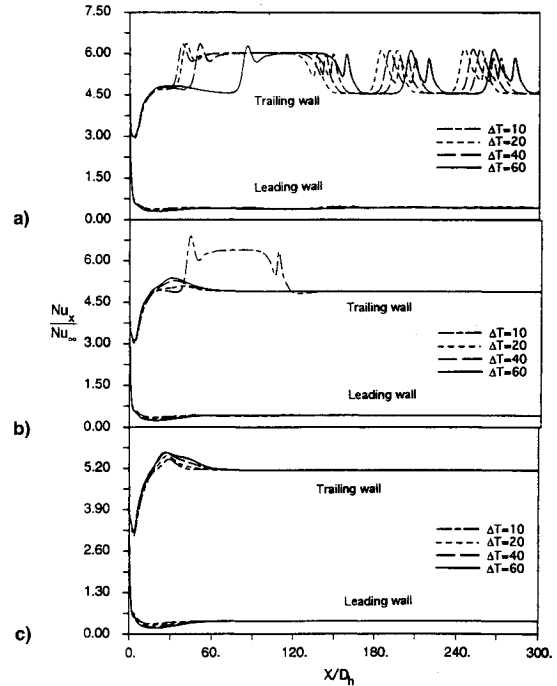 7.50
6.00
4.50
3.00
1.50
0.00
Trailing wall
Leading wall
ΔT=10
ΔT=20
ΔT=40
ΔT=60
a)
6.00
4.50
3.00
1.50
0.00
Nu_x
Nu_∞
Trailing wall
Leading wall
ΔT=10
ΔT=20
ΔT=40
ΔT=60
b)
5.20
3.90
2.60
1.30
0.00
Trailing wall
Leading wall
ΔT=10
ΔT=20
ΔT=40
ΔT=60
c)
0. 60. 120. 180. 240. 300.
X/D_h